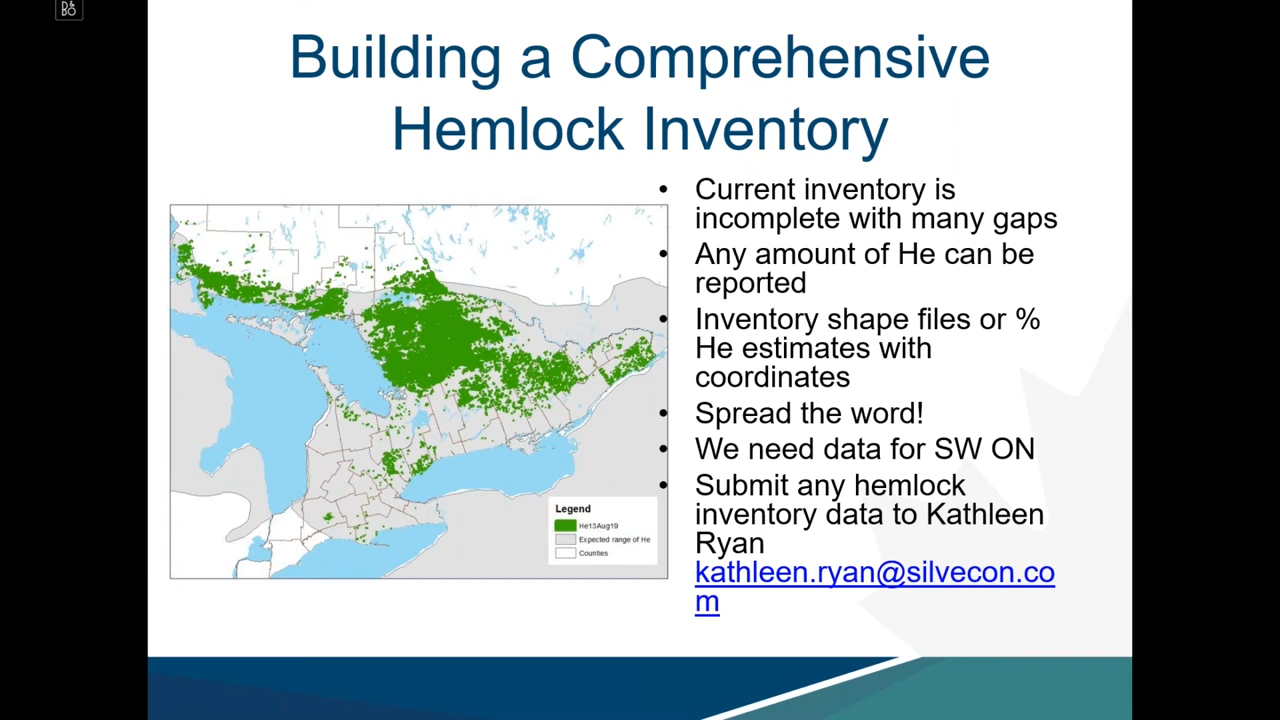 B&
BO
Building a Comprehensive
Hemlock Inventory
• Current inventory is
incomplete with many gaps
• Any amount of He can be
reported
• Inventory shape files or %
He estimates with
coordinates
• Spread the word!
• We need data for SW ON
• Submit any hemlock
inventory data to Kathleen
Ryan
kathleen.ryan@silvecon.co
m
Legend
He13Aug19
Expected range of He
Counties